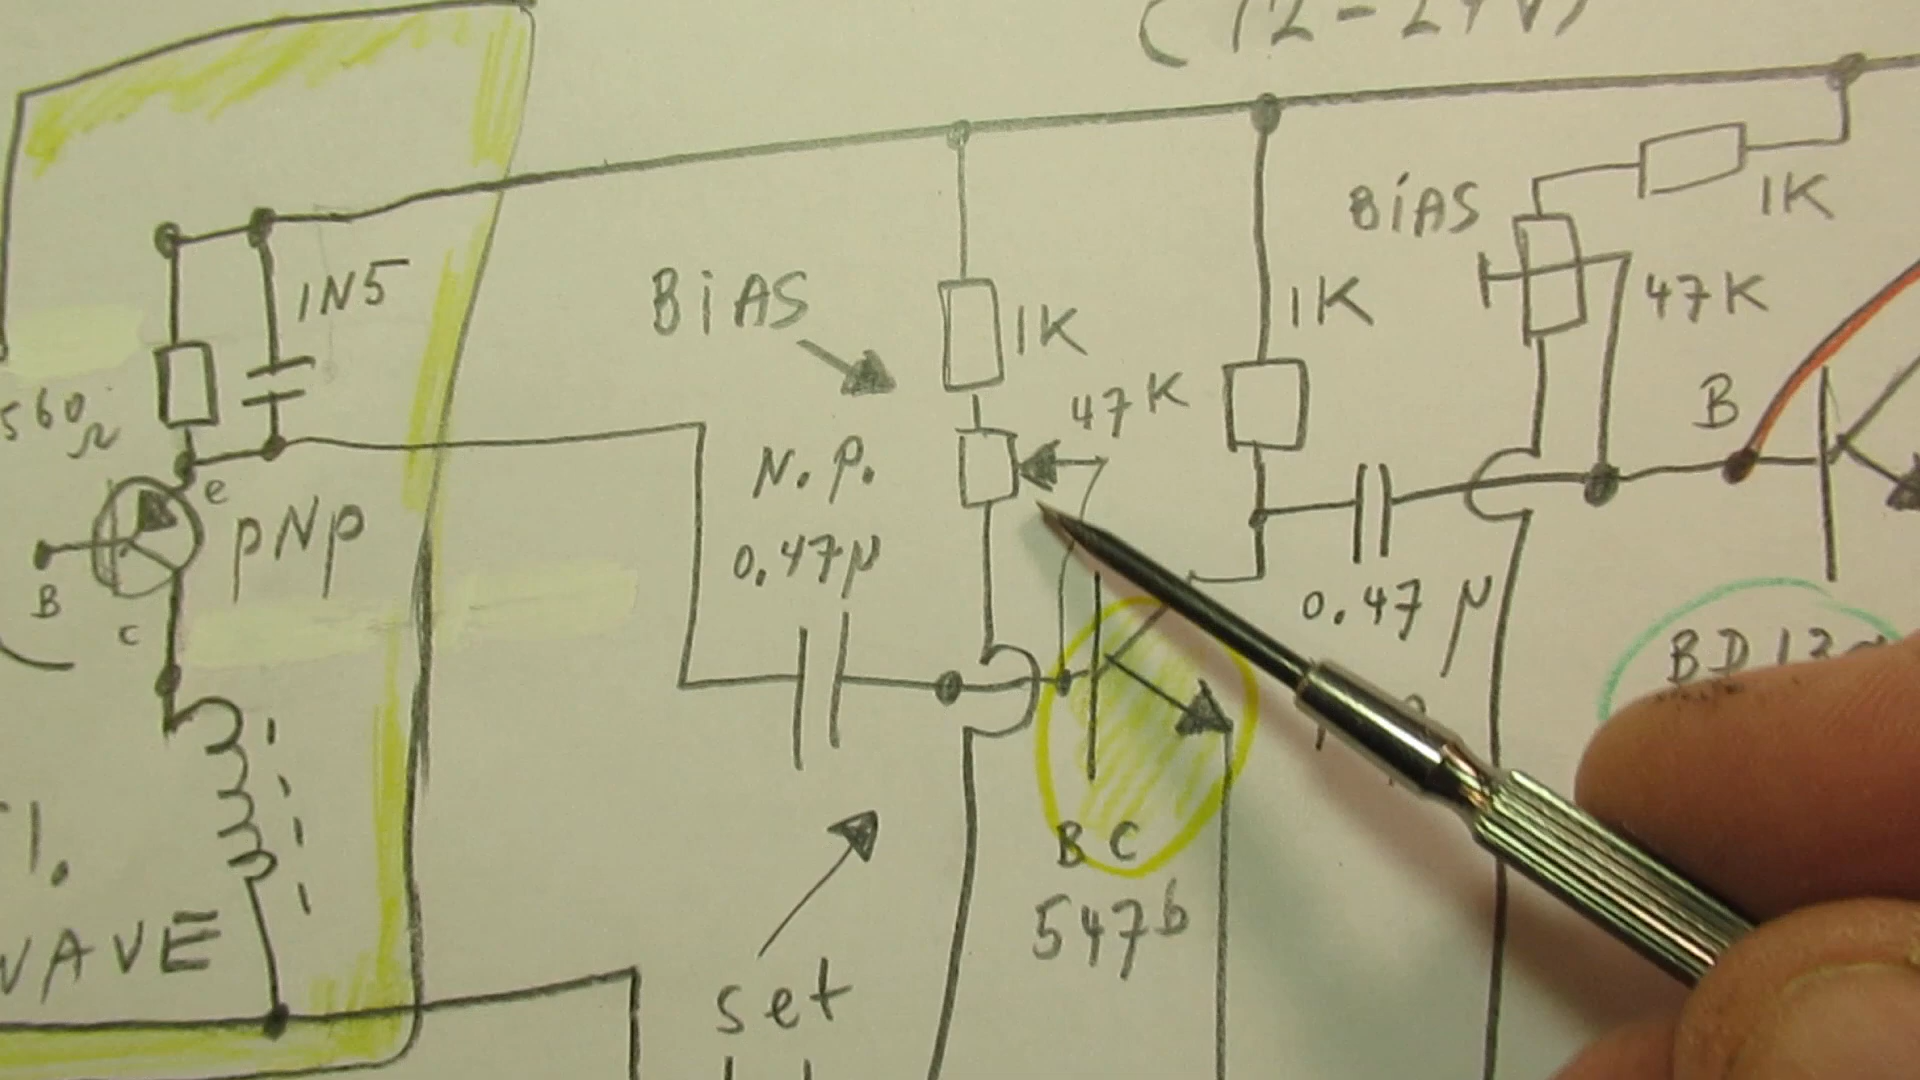 (12-24V)
1K
BiAS
47K
1N5
BiAS
1K
1K
47K
B
560Ω
N.P.
e
PNP
0.47µ
B
0.47µ
c
BD13
BC
547b
WAVE
set